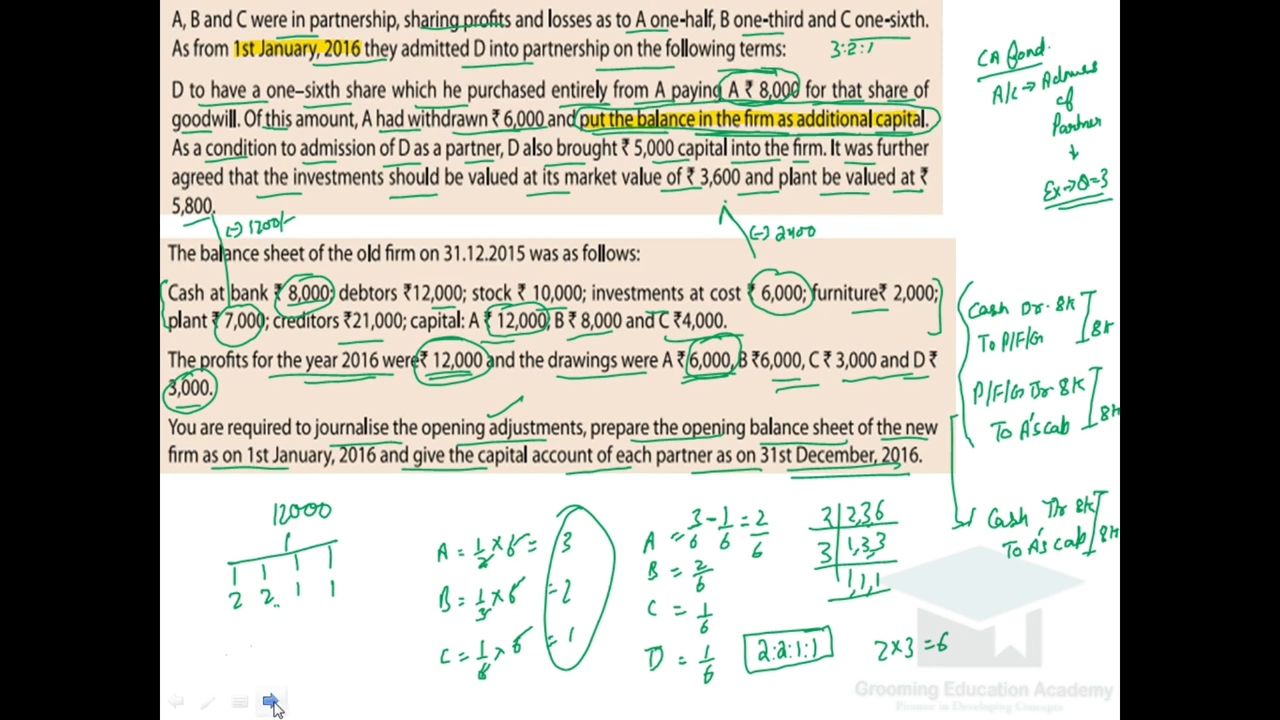 A, B and C were in partnership, sharing profits and losses as to A one-half, B one-third and C one-sixth.
As from 1st January, 2016 they admitted D into partnership on the following terms:
3:2:1
D to have a one–sixth share which he purchased entirely from A paying A ₹ 8,000 for that share of
goodwill. Of this amount, A had withdrawn ₹ 6,000 and put the balance in the firm as additional capital.
As a condition to admission of D as a partner, D also brought ₹ 5,000 capital into the firm. It was further
agreed that the investments should be valued at its market value of ₹ 3,600 and plant be valued at ₹
5,800.
(-) 1200/-
(-) 2400
The balance sheet of the old firm on 31.12.2015 was as follows:
Cash at bank ₹ 8,000; debtors ₹12,000; stock ₹ 10,000; investments at cost ₹ 6,000; furniture₹ 2,000;
plant ₹ 7,000; creditors ₹21,000; capital: A ₹ 12,000, B ₹ 8,000 and C ₹4,000.
The profits for the year 2016 were₹ 12,000 and the drawings were A ₹ 6,000, B ₹6,000, C ₹ 3,000 and D ₹
3,000.
You are required to journalise the opening adjustments, prepare the opening balance sheet of the new
firm as on 1st January, 2016 and give the capital account of each partner as on 31st December, 2016.
A/c → Admns
of
Partner
Ex → Q=3
Cash Dr. 8k
To P/F/G
8k
P/F/G Dr 8k
To A's cap
8k
Cash Dr 8k
To A's cap
8k
12000
2 2 1 1
A = 1/2 × 6 = 3
B = 1/3 × 6 = 2
C = 1/6 × 6 = 1
A = 3/6 - 1/6 = 2/6
B = 2/6
C = 1/6
D = 1/6
2:2:1:1
3 | 2,3,6
3 | 1,3,3
1,1,1
2 × 3 = 6
Grooming Education Academy
Pioneer in Developing Concepts